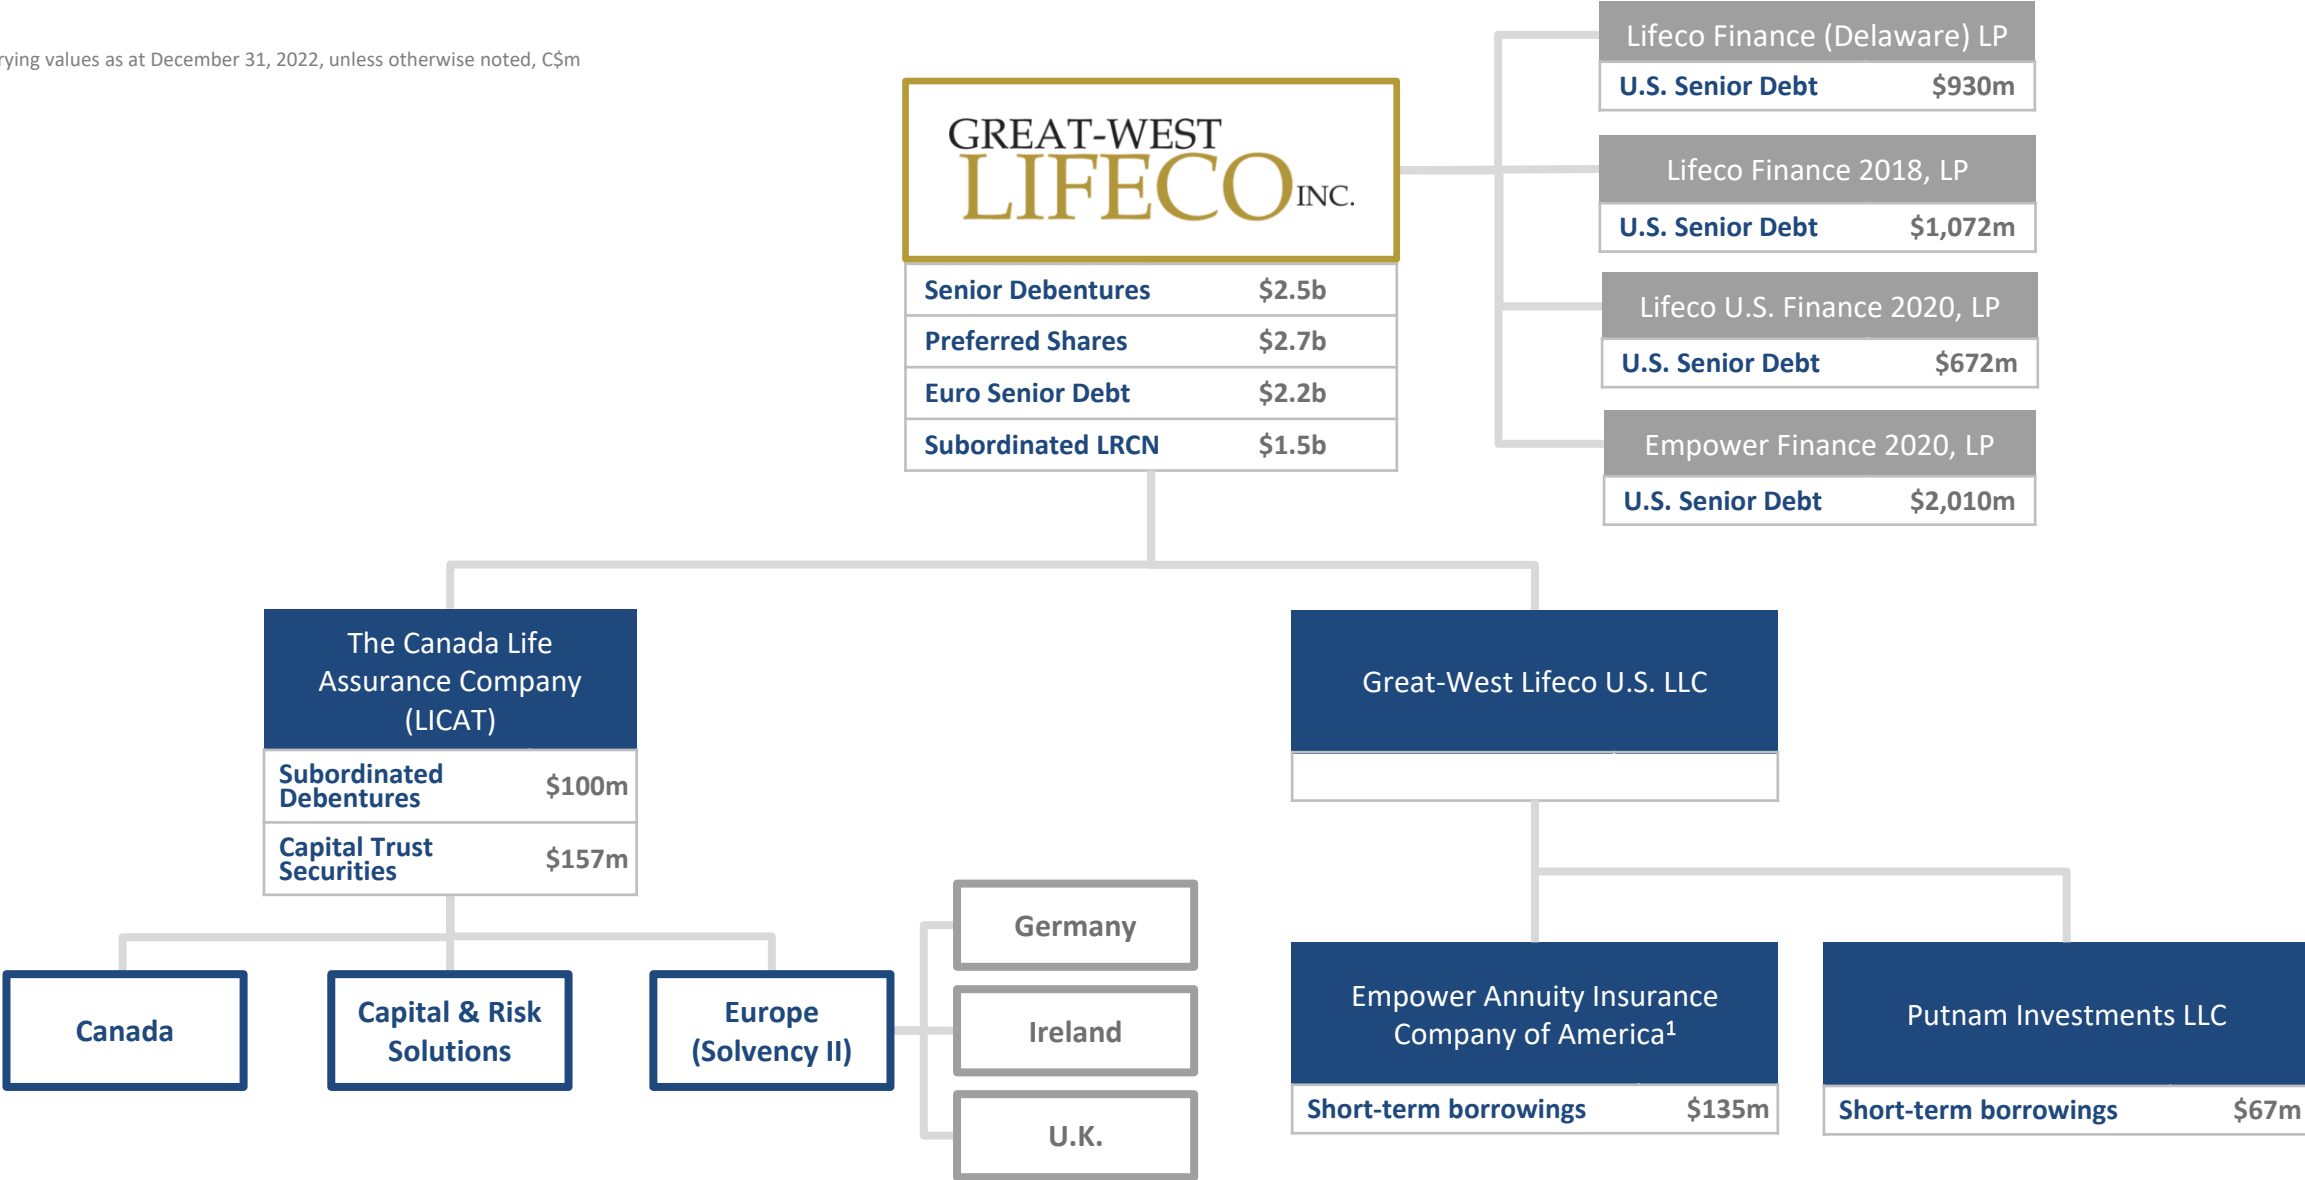 values as at December 31, 2022, unless otherwise noted, C$m
GREAT-WEST
LIFECO INC.
Senior Debentures $2.5b
Preferred Shares $2.7b
Euro Senior Debt $2.2b
Subordinated LRCN $1.5b
Lifeco Finance (Delaware) LP
U.S. Senior Debt $930m
Lifeco Finance 2018, LP
U.S. Senior Debt $1,072m
Lifeco U.S. Finance 2020, LP
U.S. Senior Debt $672m
Empower Finance 2020, LP
U.S. Senior Debt $2,010m
The Canada Life
Assurance Company
(LICAT)
Subordinated
Debentures $100m
Capital Trust
Securities $157m
Great-West Lifeco U.S. LLC
Canada
Capital & Risk
Solutions
Europe
(Solvency II)
Germany
Ireland
U.K.
Empower Annuity Insurance
Company of America¹
Short-term borrowings $135m
Putnam Investments LLC
Short-term borrowings $67m